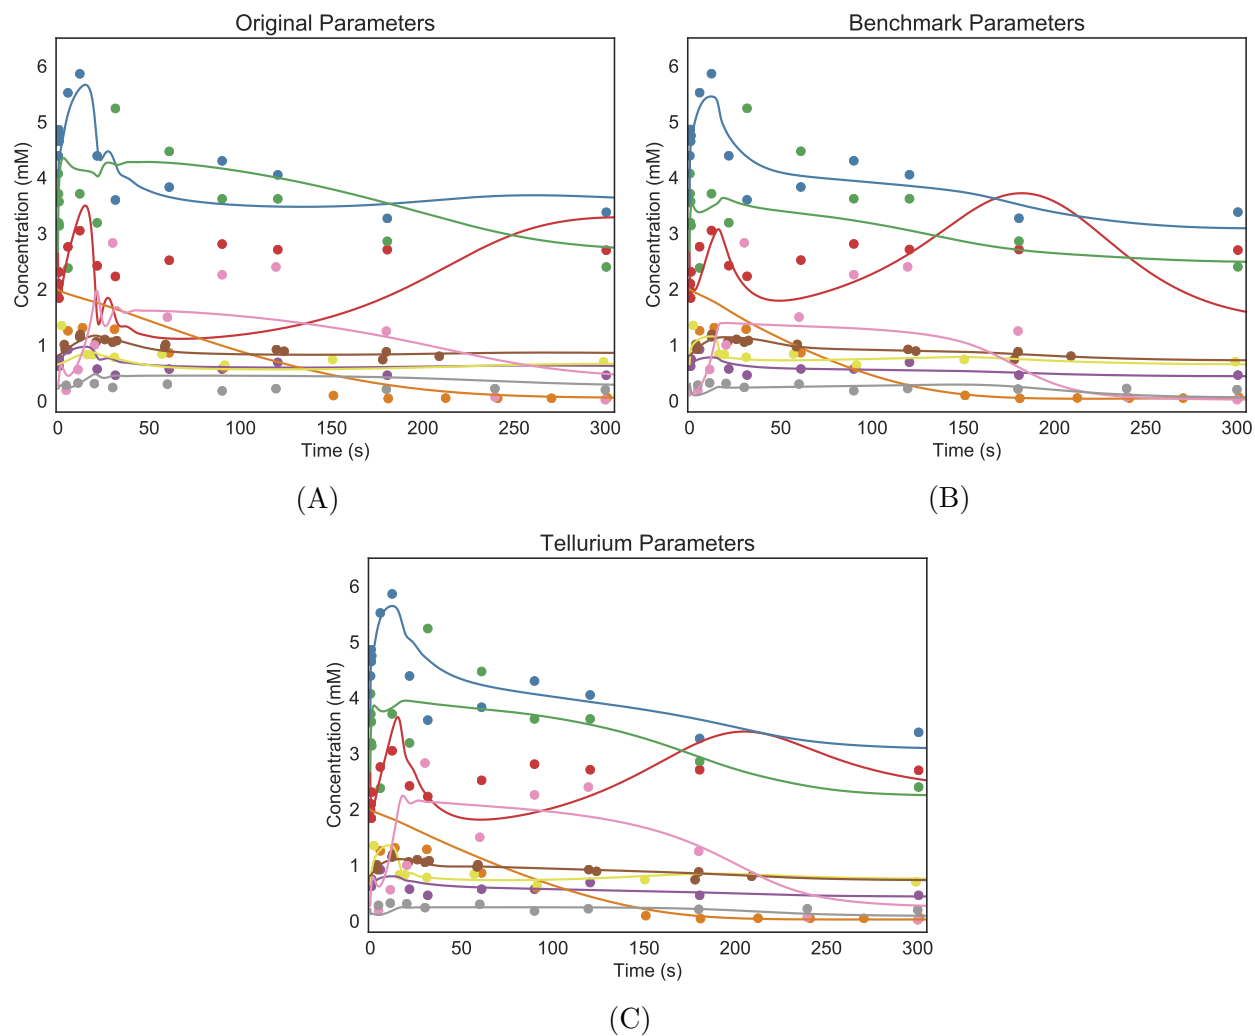 Original Parameters
Concentration (mM)
6
5
4
3
2
1
0
0 50 100 150 200 250 300
Time (s)
(A)
Benchmark Parameters
Concentration (mM)
6
5
4
3
2
1
0
0 50 100 150 200 250 300
Time (s)
(B)
Tellurium Parameters
Concentration (mM)
6
5
4
3
2
1
0
0 50 100 150 200 250 300
Time (s)
(C)